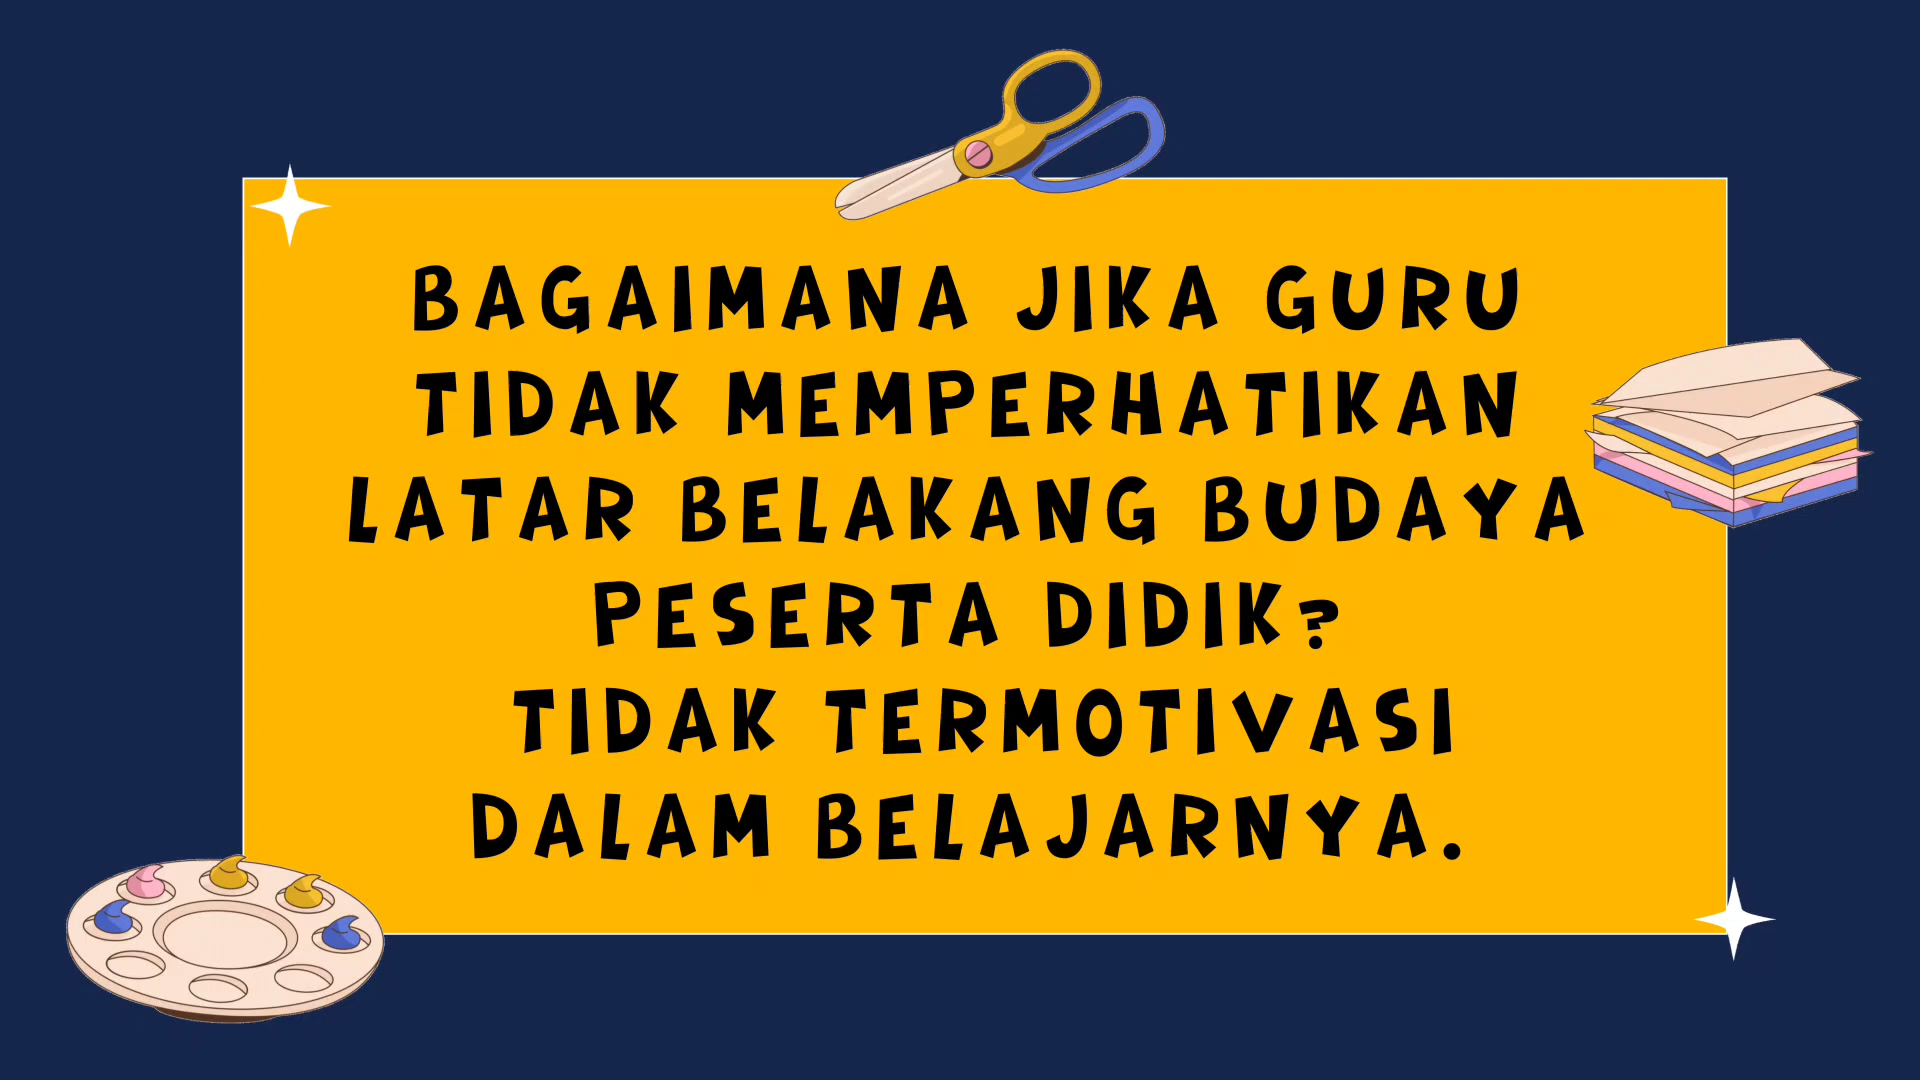 BAGAIMANA JIKA GURU
TIDAK MEMPERHATIKAN
LATAR BELAKANG BUDAYA
PESERTA DIDIK?
TIDAK TERMOTIVASI
DALAM BELAJARNYA.